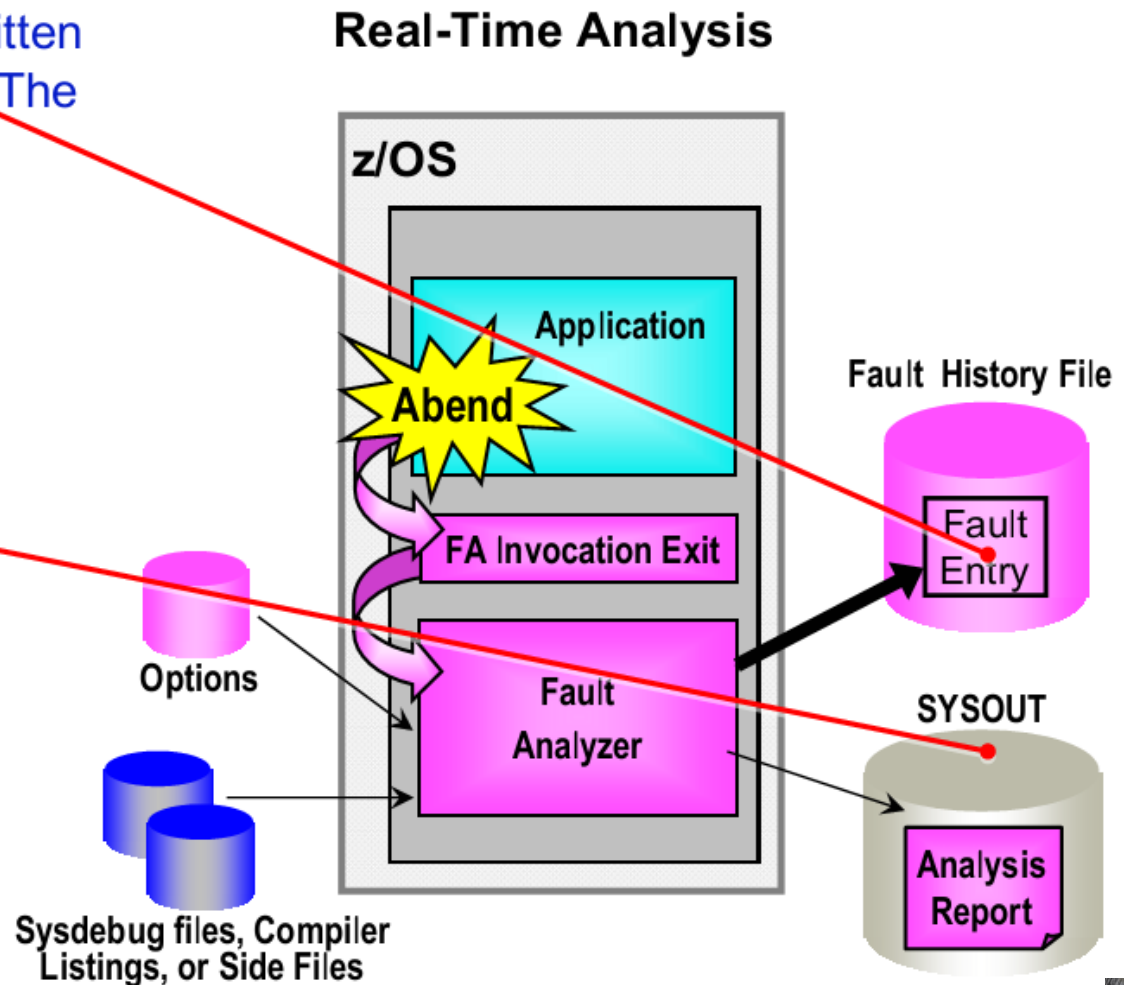 Real-Time Analysis
The
z/OS
Application
Abend
Fault History File
Fault
Entry
FA Invocation Exit
Options
Fault
Analyzer
SYSOUT
Analysis
Report
Sysdebug files, Compiler
Listings, or Side Files